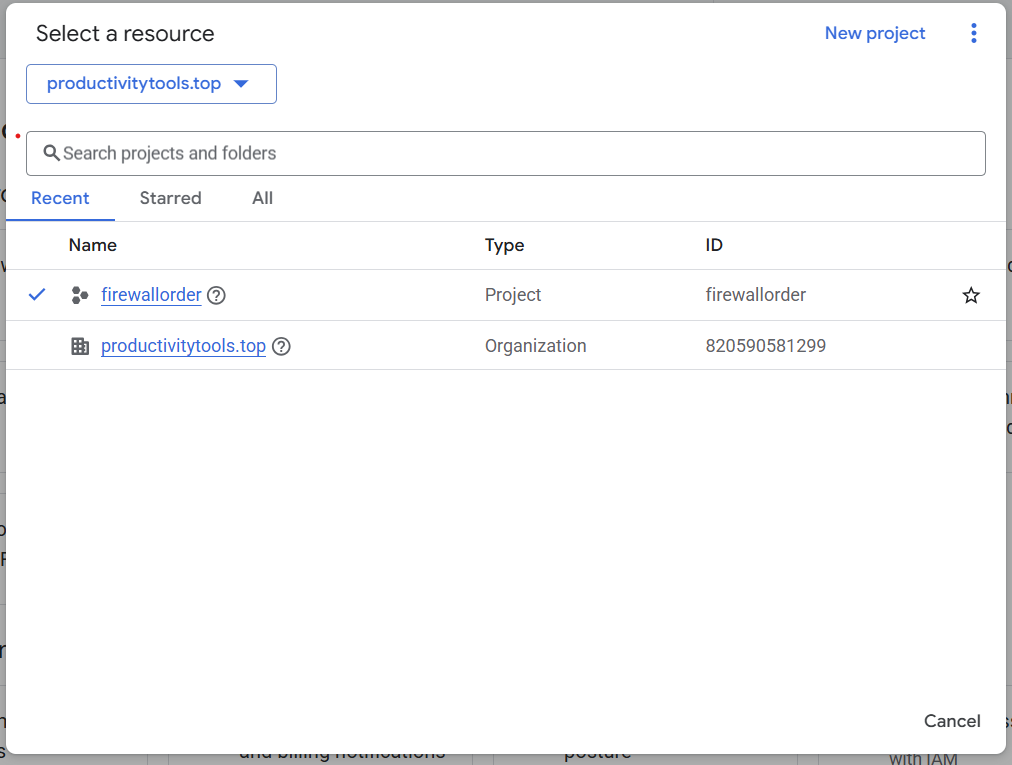 Select a resource
New project
productivitytools.top
Search projects and folders
Recent Starred All
Name Type ID
firewallorder Project firewallorder
productivitytools.top Organization 820590581299
Cancel
and billing notifications
posture
with IAM